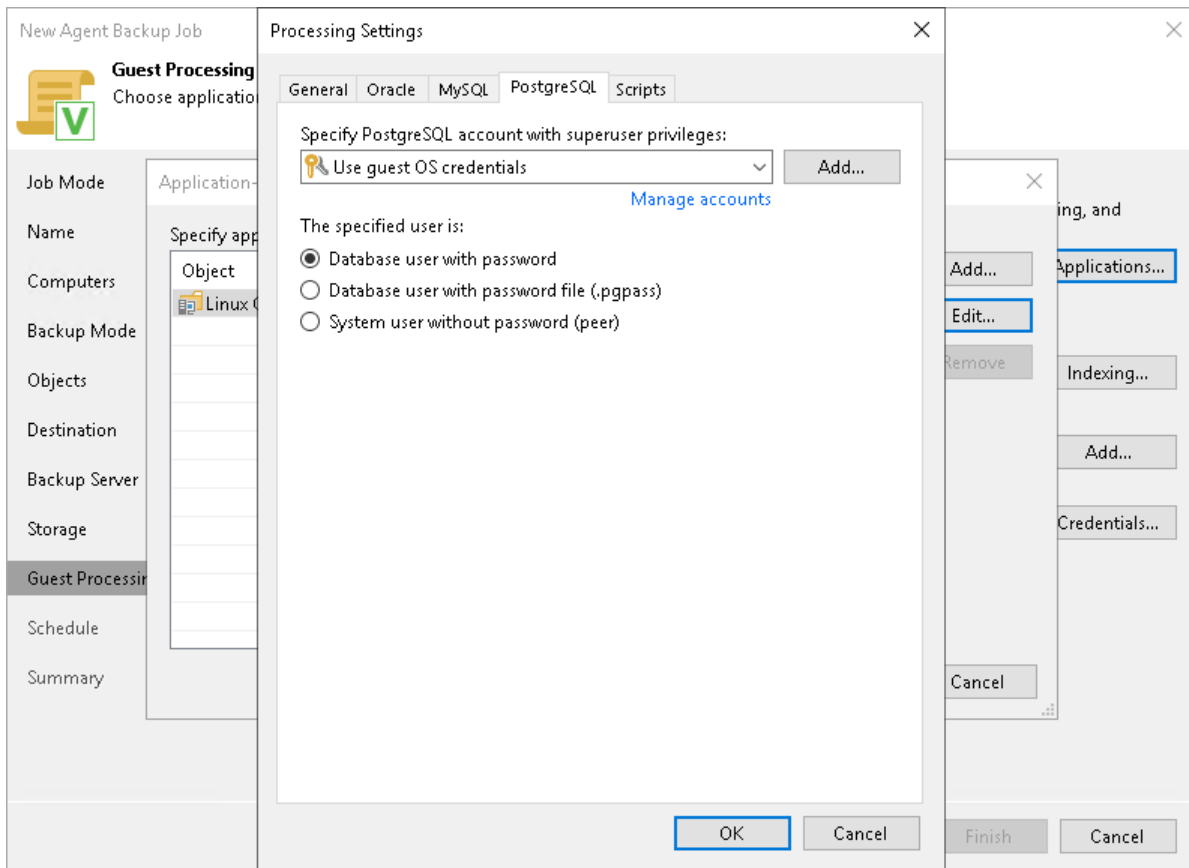 New Agent Backup Job
Guest Processing
Choose application
Job Mode
Name
Computers
Backup Mode
Objects
Destination
Backup Server
Storage
Guest Processin
Schedule
Summary
Application-
Specify app
Object
Linux
Processing Settings
General Oracle MySQL PostgreSQL Scripts
Specify PostgreSQL account with superuser privileges:
Use guest OS credentials Add...
Manage accounts
The specified user is:
Database user with password
Database user with password file (.pgpass)
System user without password (peer)
OK Cancel
Add...
Edit...
Remove
Cancel
ing, and
Applications...
Indexing...
Add...
Credentials...
Finish Cancel